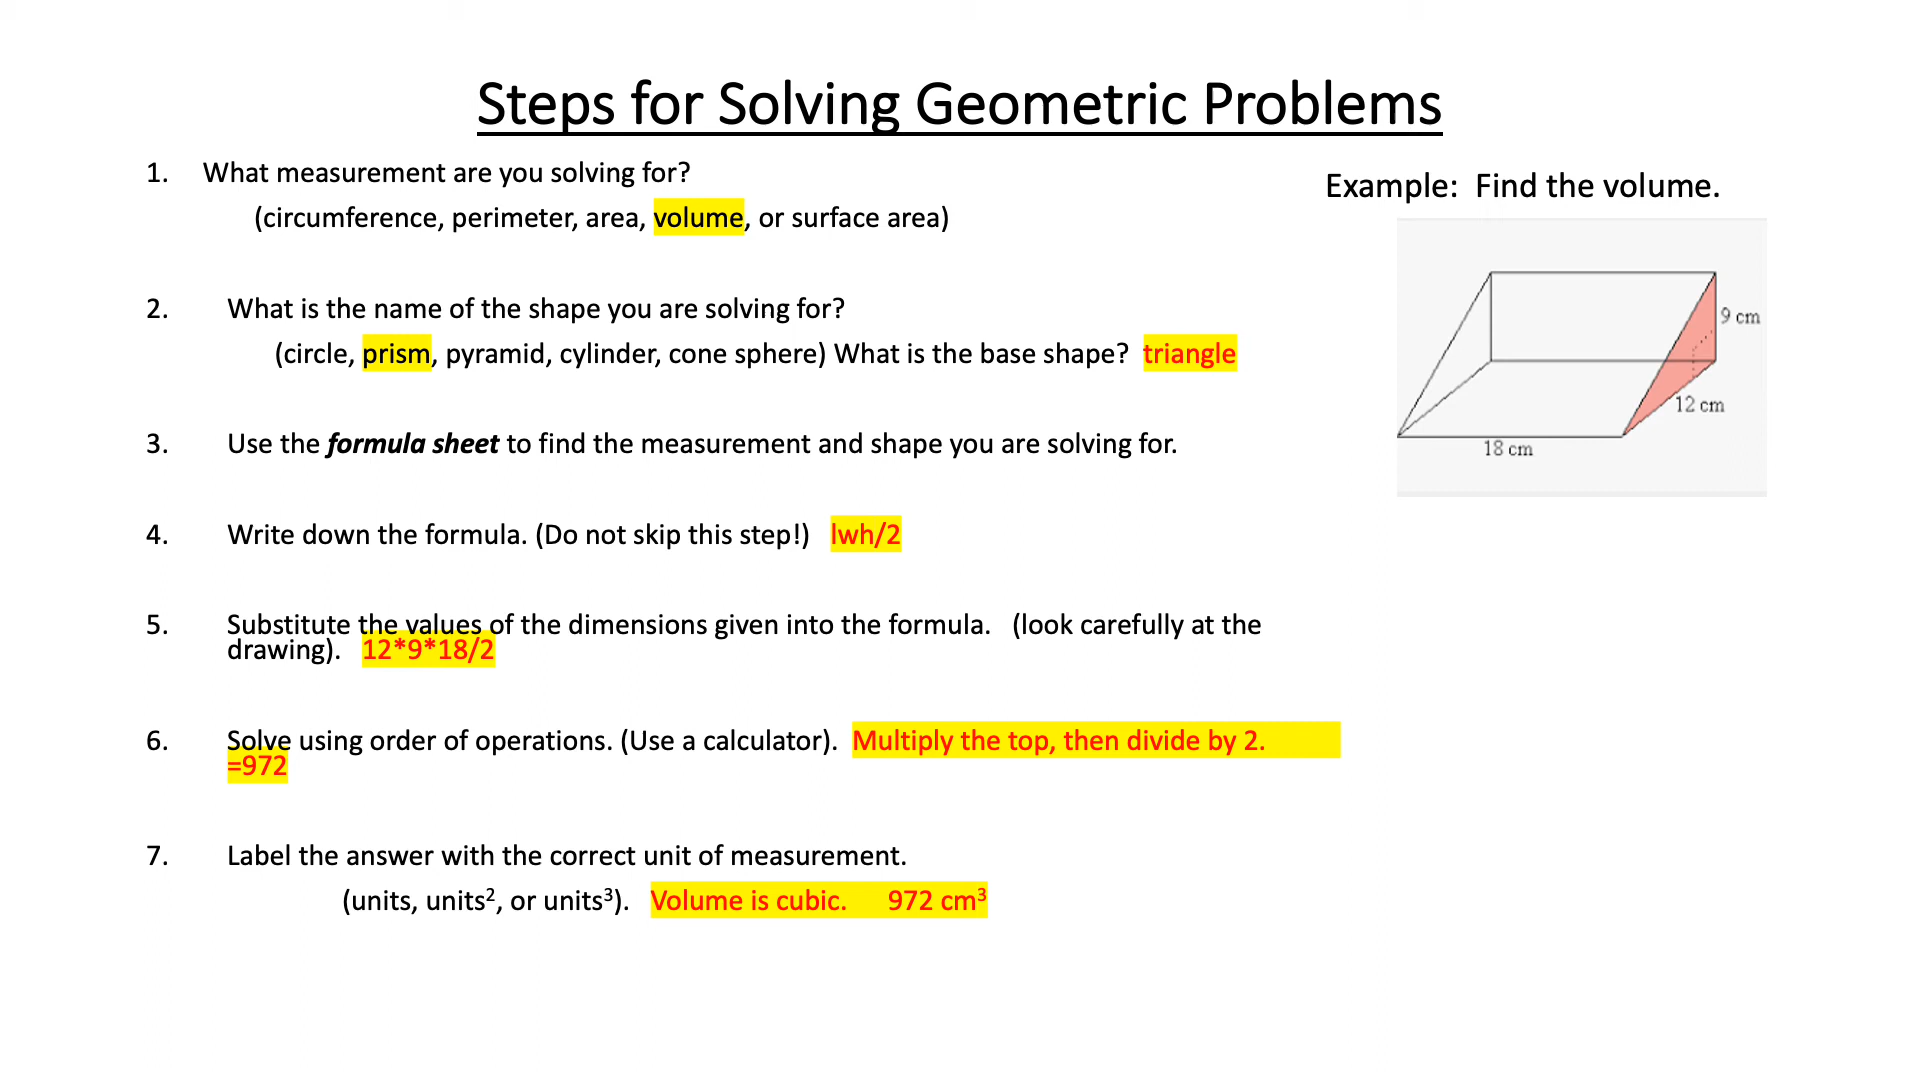 Steps for Solving Geometric Problems
1. What measurement are you solving for?
(circumference, perimeter, area, volume, or surface area)
2. What is the name of the shape you are solving for?
(circle, prism, pyramid, cylinder, cone sphere) What is the base shape? triangle
3. Use the formula sheet to find the measurement and shape you are solving for.
4. Write down the formula. (Do not skip this step!) lwh/2
5. Substitute the values of the dimensions given into the formula. (look carefully at the
drawing). 12*9*18/2
6. Solve using order of operations. (Use a calculator). Multiply the top, then divide by 2.
=972
7. Label the answer with the correct unit of measurement.
(units, units², or units³). Volume is cubic. 972 cm³
Example: Find the volume.
9 cm
12 cm
18 cm